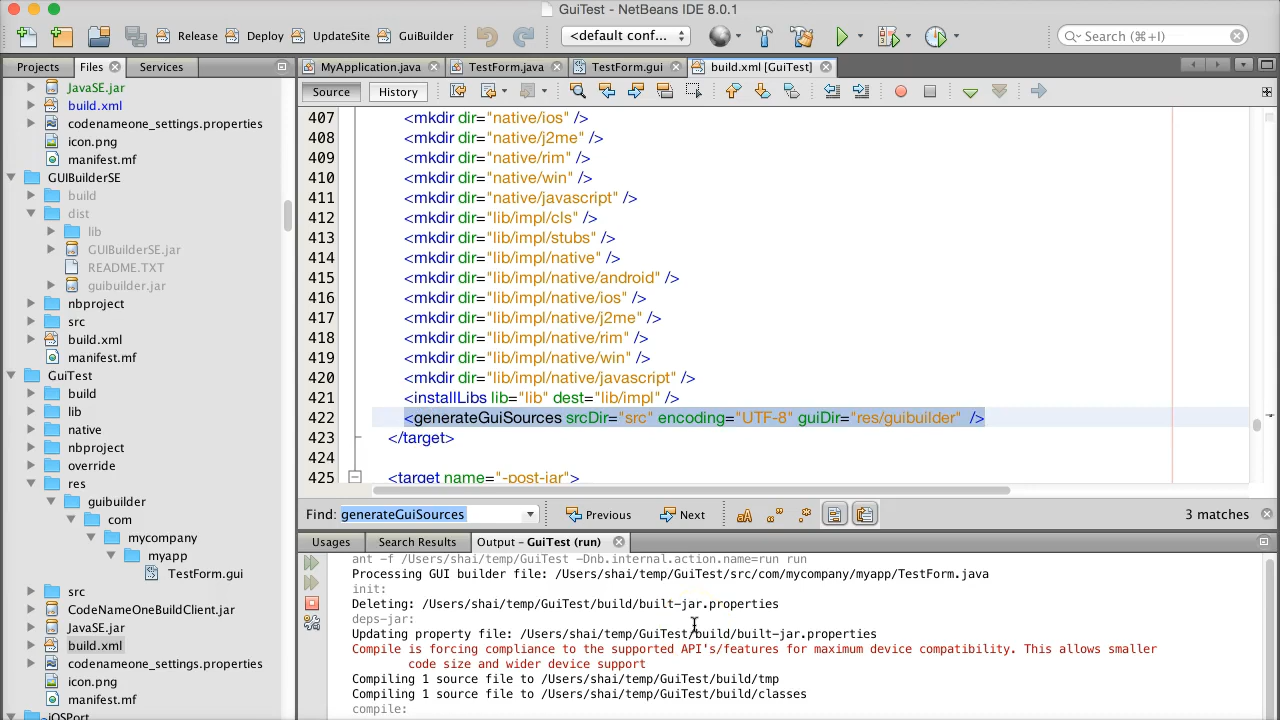 GuiTest - NetBeans IDE 8.0.1
Release Deploy UpdateSite GuiBuilder <default conf... Search (⌘+I)
Projects Files Services
MyApplication.java TestForm.java TestForm.gui build.xml [GuiTest]
Source History
JavaSE.jar
build.xml
codenameone_settings.properties
icon.png
manifest.mf
GUIBuilderSE
build
dist
lib
GUIBuilderSE.jar
README.TXT
guibuilder.jar
nbproject
src
build.xml
manifest.mf
GuiTest
build
lib
native
nbproject
override
res
guibuilder
com
mycompany
myapp
TestForm.gui
src
CodeNameOneBuildClient.jar
JavaSE.jar
build.xml
codenameone_settings.properties
icon.png
manifest.mf
iOSPort
407 <mkdir dir="native/ios" />
408 <mkdir dir="native/j2me" />
409 <mkdir dir="native/rim" />
410 <mkdir dir="native/win" />
411 <mkdir dir="native/javascript" />
412 <mkdir dir="lib/impl/cls" />
413 <mkdir dir="lib/impl/stubs" />
414 <mkdir dir="lib/impl/native" />
415 <mkdir dir="lib/impl/native/android" />
416 <mkdir dir="lib/impl/native/ios" />
417 <mkdir dir="lib/impl/native/j2me" />
418 <mkdir dir="lib/impl/native/rim" />
419 <mkdir dir="lib/impl/native/win" />
420 <mkdir dir="lib/impl/native/javascript" />
421 <installLibs lib="lib" dest="lib/impl" />
422 <generateGuiSources srcDir="src" encoding="UTF-8" guiDir="res/guibuilder" />
423 </target>
424
425 <target name="-post-jar">
Find: generateGuiSources Previous Next 3 matches
Usages Search Results Output - GuiTest (run)
ant -f /Users/shai/temp/GuiTest -Dnb.internal.action.name=run run
Processing GUI builder file: /Users/shai/temp/GuiTest/src/com/mycompany/myapp/TestForm.java
init:
Deleting: /Users/shai/temp/GuiTest/build/built-jar.properties
deps-jar:
Updating property file: /Users/shai/temp/GuiTest/build/built-jar.properties
Compile is forcing compliance to the supported API's/features for maximum device compatibility. This allows smaller
code size and wider device support
Compiling 1 source file to /Users/shai/temp/GuiTest/build/tmp
Compiling 1 source file to /Users/shai/temp/GuiTest/build/classes
compile: